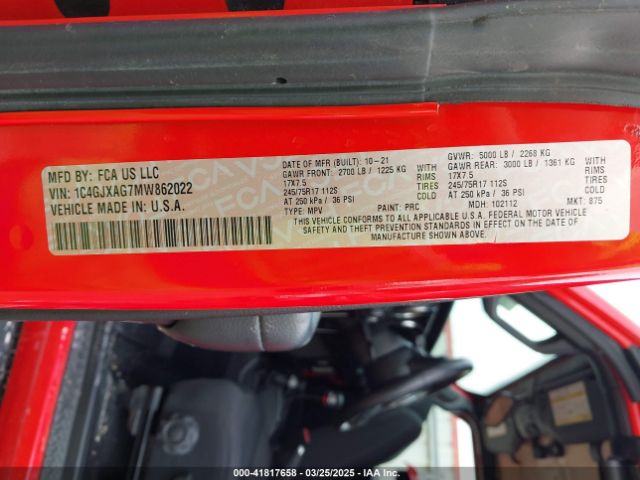 MFD BY: FCA US LLC
VIN: 1C4GJXAG7MW862022
VEHICLE MADE IN: U.S.A.
DATE OF MFR (BUILT): 10-21
GAWR FRONT: 2700 LB / 1225 KG
17X7.5
245/75R17 112S
AT 250 kPa / 36 PSI
TYPE: MPV PAINT: PRC
WITH
RIMS
TIRES
GVWR: 5000 LB / 2268 KG
GAWR REAR: 3000 LB / 1361 KG
17X7.5
245/75R17 112S
AT 250 kPa / 36 PSI
MDH: 102112 MKT: 875
WITH
RIMS
TIRES
THIS VEHICLE CONFORMS TO ALL APPLICABLE U.S.A. FEDERAL MOTOR VEHICLE
SAFETY AND THEFT PREVENTION STANDARDS IN EFFECT ON THE DATE OF
MANUFACTURE SHOWN ABOVE.
000-41817658 - 03/25/2025 - IAA Inc.